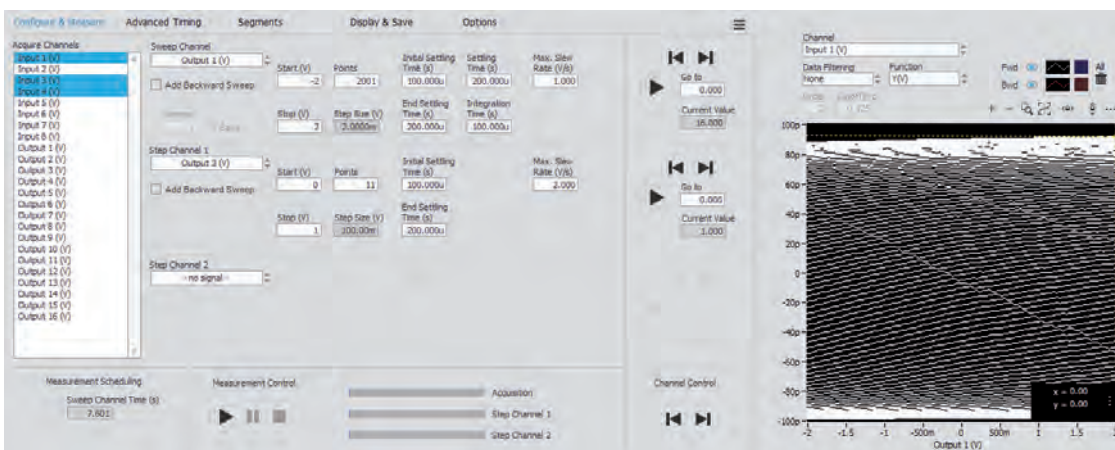 Configure & Measure Advanced Timing Segments Display & Save Options
Acquire Channels
Input 1 (V)
Input 2 (V)
Input 3 (V)
Input 4 (V)
Input 5 (V)
Input 6 (V)
Input 7 (V)
Input 8 (V)
Output 1 (V)
Output 2 (V)
Output 3 (V)
Output 4 (V)
Output 5 (V)
Output 6 (V)
Output 7 (V)
Output 8 (V)
Output 9 (V)
Output 10 (V)
Output 11 (V)
Output 12 (V)
Output 13 (V)
Output 14 (V)
Output 15 (V)
Output 16 (V)
Sweep Channel
Output 1 (V)
Add Backward Sweep
Start (V)
-2
Points
2001
Initial Settling Time (s)
100.000u
Settling Time (s)
200.000u
Max. Slew Rate (V/s)
1.000
Stop (V)
2
Step Size (V)
2.0000m
End Settling Time (s)
200.000u
Integration Time (s)
100.000u
Step Channel 1
Output 3 (V)
Add Backward Sweep
Start (V)
0
Points
11
Initial Settling Time (s)
100.000u
Max. Slew Rate (V/s)
2.000
Stop (V)
1
Step Size (V)
100.00m
End Settling Time (s)
200.000u
Step Channel 2
no signal
Go to
0.000
Current Value
16.000
Go to
0.000
Current Value
1.000
Measurement Scheduling
Sweep Channel Time (s)
7.601
Measurement Control
Acquisition
Step Channel 1
Step Channel 2
Channel Control
Channel
Input 1 (V)
Data Filtering
None
Function
Y(V)
Fwd
Bwd
All
100p
80p
60p
40p
20p
0
-20p
-40p
-60p
-80p
-100p
-2 -1.5 -1 -500m 0 500m 1 1.5
Output 1 (V)
x = 0.00
y = 0.00